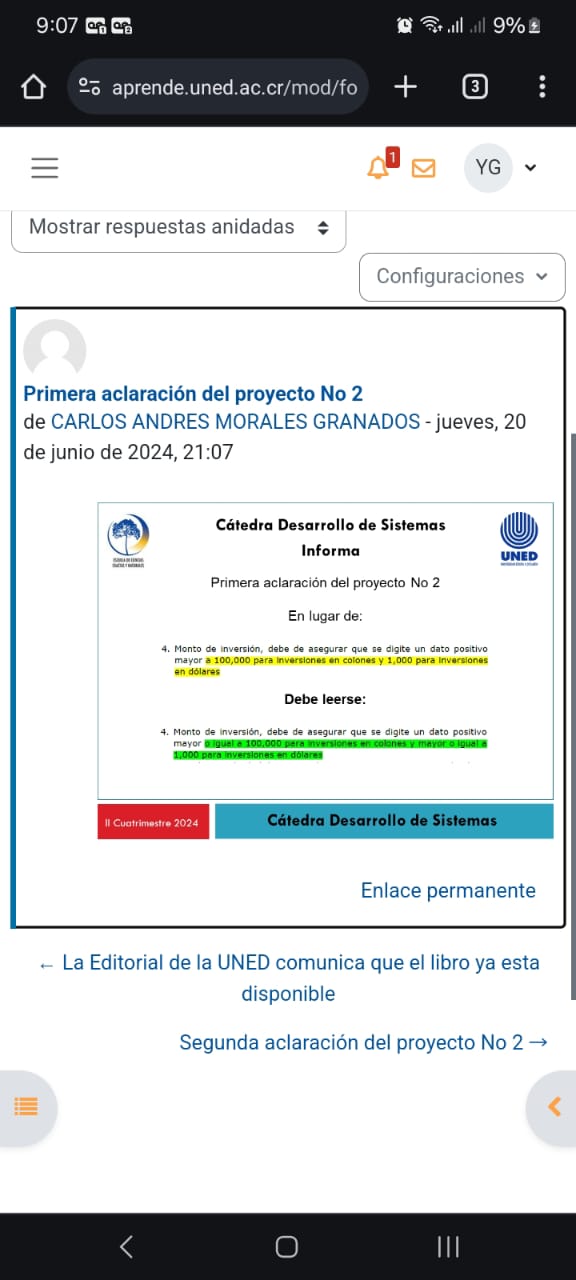 9:07
9%
aprende.uned.ac.cr/mod/fo
3
1
YG
Mostrar respuestas anidadas
Configuraciones
Primera aclaración del proyecto No 2
de CARLOS ANDRES MORALES GRANADOS - jueves, 20
de junio de 2024, 21:07
Cátedra Desarrollo de Sistemas
Informa
UNED
Primera aclaración del proyecto No 2
En lugar de:
4. Monto de inversión, debe de asegurar que se digite un dato positivo
mayor a 100,000 para inversiones en colones y 1,000 para inversiones
en dólares
Debe leerse:
4. Monto de inversión, debe de asegurar que se digite un dato positivo
mayor o igual a 100,000 para inversiones en colones y mayor o igual a
1,000 para inversiones en dólares
II Cuatrimestre 2024
Cátedra Desarrollo de Sistemas
Enlace permanente
← La Editorial de la UNED comunica que el libro ya esta
disponible
Segunda aclaración del proyecto No 2 →